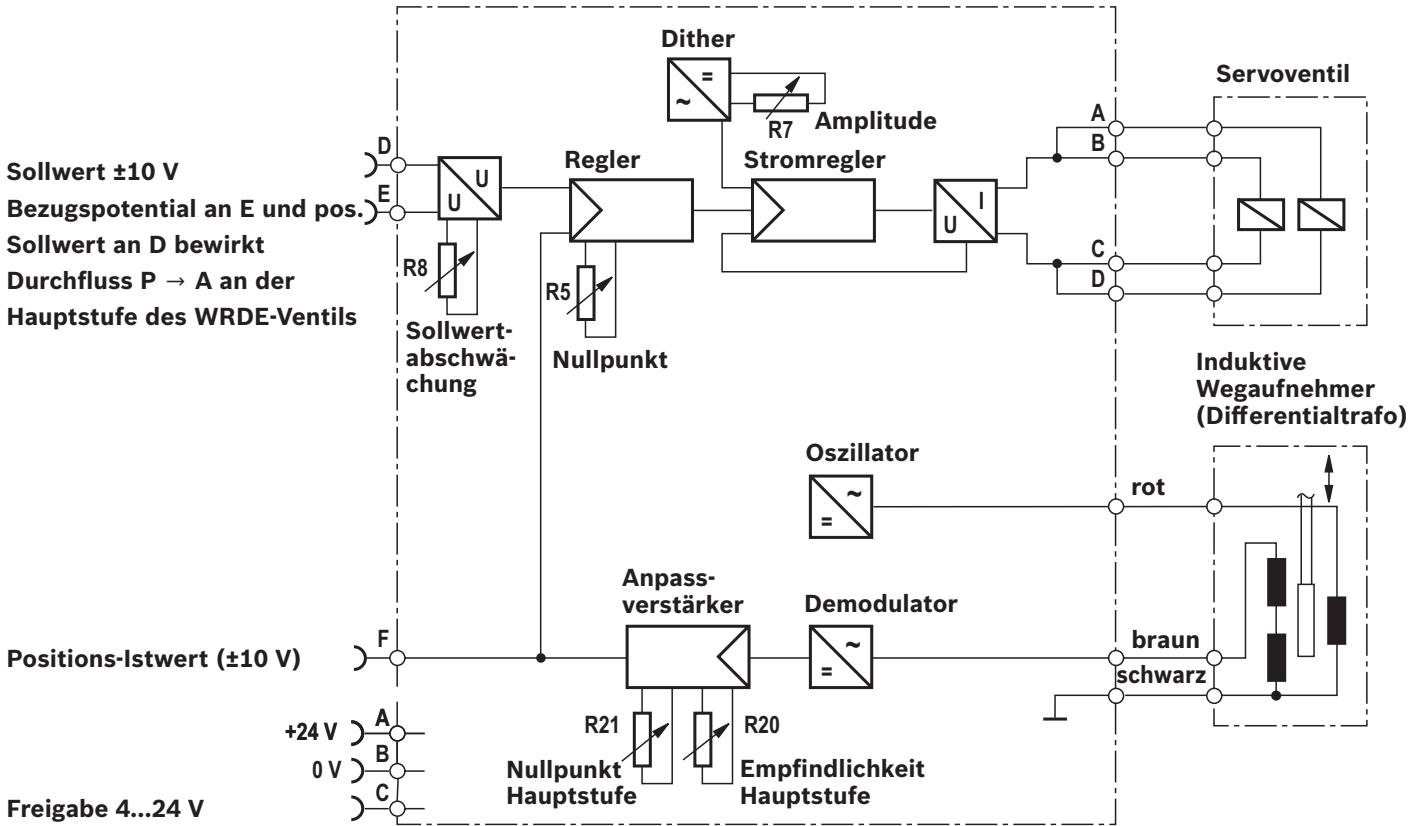 Dither
=
~
R7
Amplitude
Servoventil
Sollwert ±10 V
Bezugspotential an E und pos.
Sollwert an D bewirkt
Durchfluss P → A an der
Hauptstufe des WRDE-Ventils
D
E
U
U
R8
Sollwert-
abschwä-
chung
Regler
R5
Nullpunkt
Stromregler
I
U
A
B
C
D
Induktive
Wegaufnehmer
(Differentialtrafo)
Oszillator
~
=
rot
Anpass-
verstärker
Demodulator
~
=
braun
schwarz
Positions-Istwert (±10 V)
F
R21
R20
Nullpunkt
Hauptstufe
Empfindlichkeit
Hauptstufe
+24 V
A
0 V
B
Freigabe 4...24 V
C